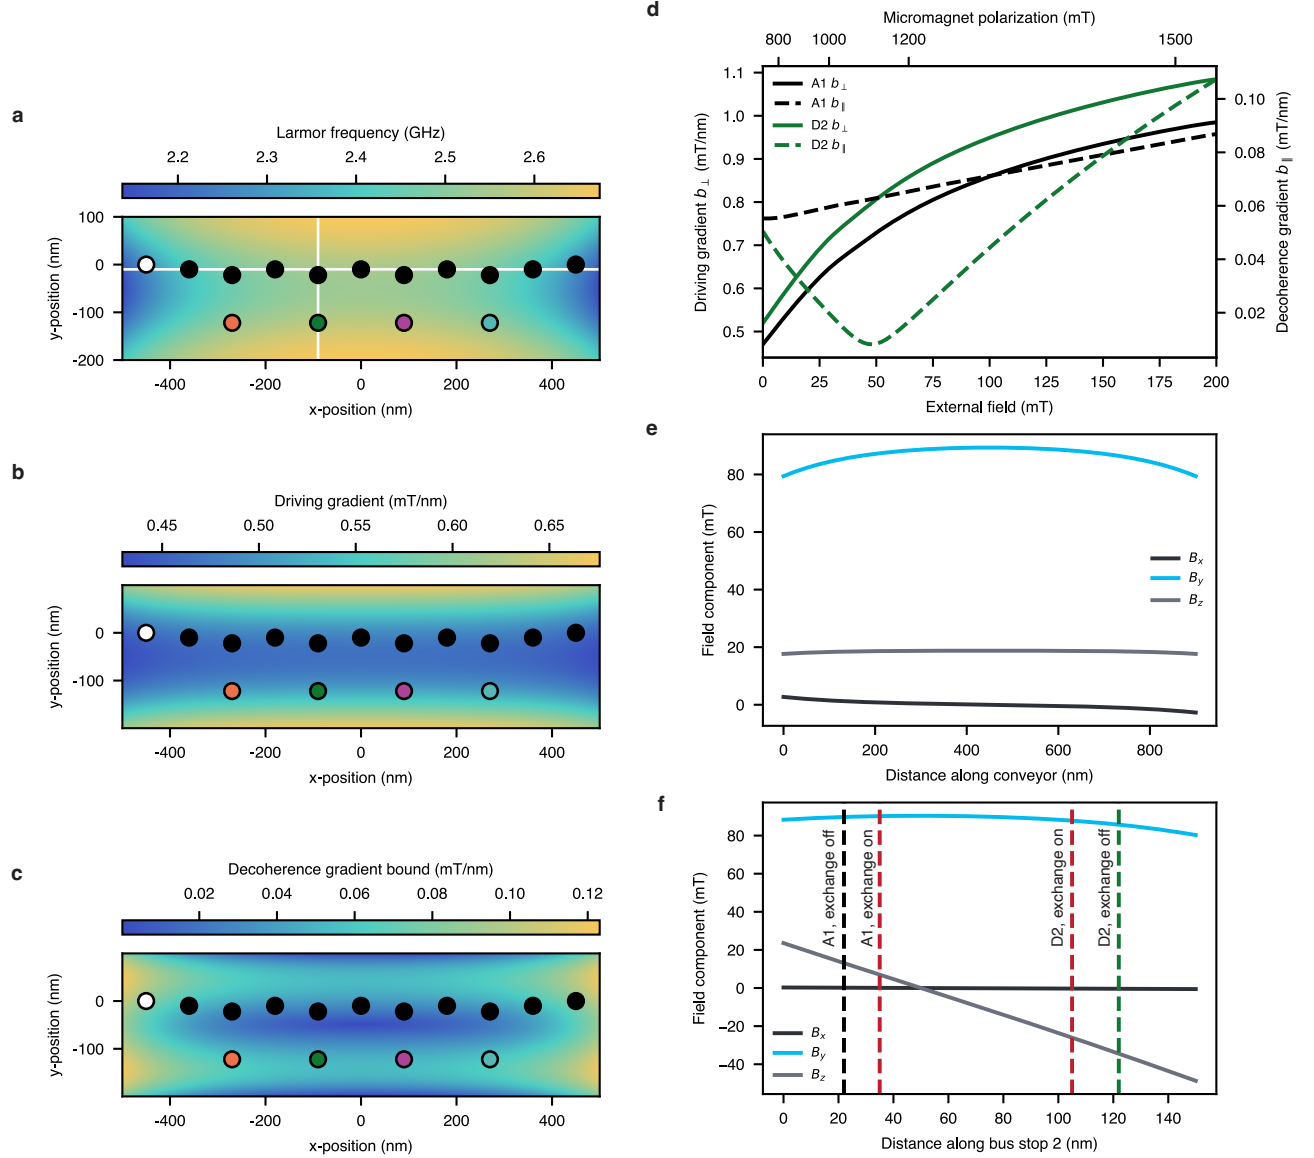 a
Larmor frequency (GHz)
2.2 2.3 2.4 2.5 2.6
100
0
-100
-200
y-position (nm)
-400 -200 0 200 400
x-position (nm)
b
Driving gradient (mT/nm)
0.45 0.50 0.55 0.60 0.65
0
-100
y-position (nm)
-400 -200 0 200 400
x-position (nm)
c
Decoherence gradient bound (mT/nm)
0.02 0.04 0.06 0.08 0.10 0.12
0
-100
y-position (nm)
-400 -200 0 200 400
x-position (nm)
d
Micromagnet polarization (mT)
800 1000 1200 1500
1.1
1.0
0.9
0.8
0.7
0.6
0.5
Driving gradient b⊥ (mT/nm)
A1 b⊥
A1 b∥
D2 b⊥
D2 b∥
0.10
0.08
0.06
0.04
0.02
Decoherence gradient b∥ (mT/nm)
0 25 50 75 100 125 150 175 200
External field (mT)
e
80
60
40
20
0
Field component (mT)
Bx
By
Bz
0 200 400 600 800
Distance along conveyor (nm)
f
80
60
40
20
0
−20
−40
Field component (mT)
A1, exchange off
A1, exchange on
D2, exchange on
D2, exchange off
Bx
By
Bz
0 20 40 60 80 100 120 140
Distance along bus stop 2 (nm)